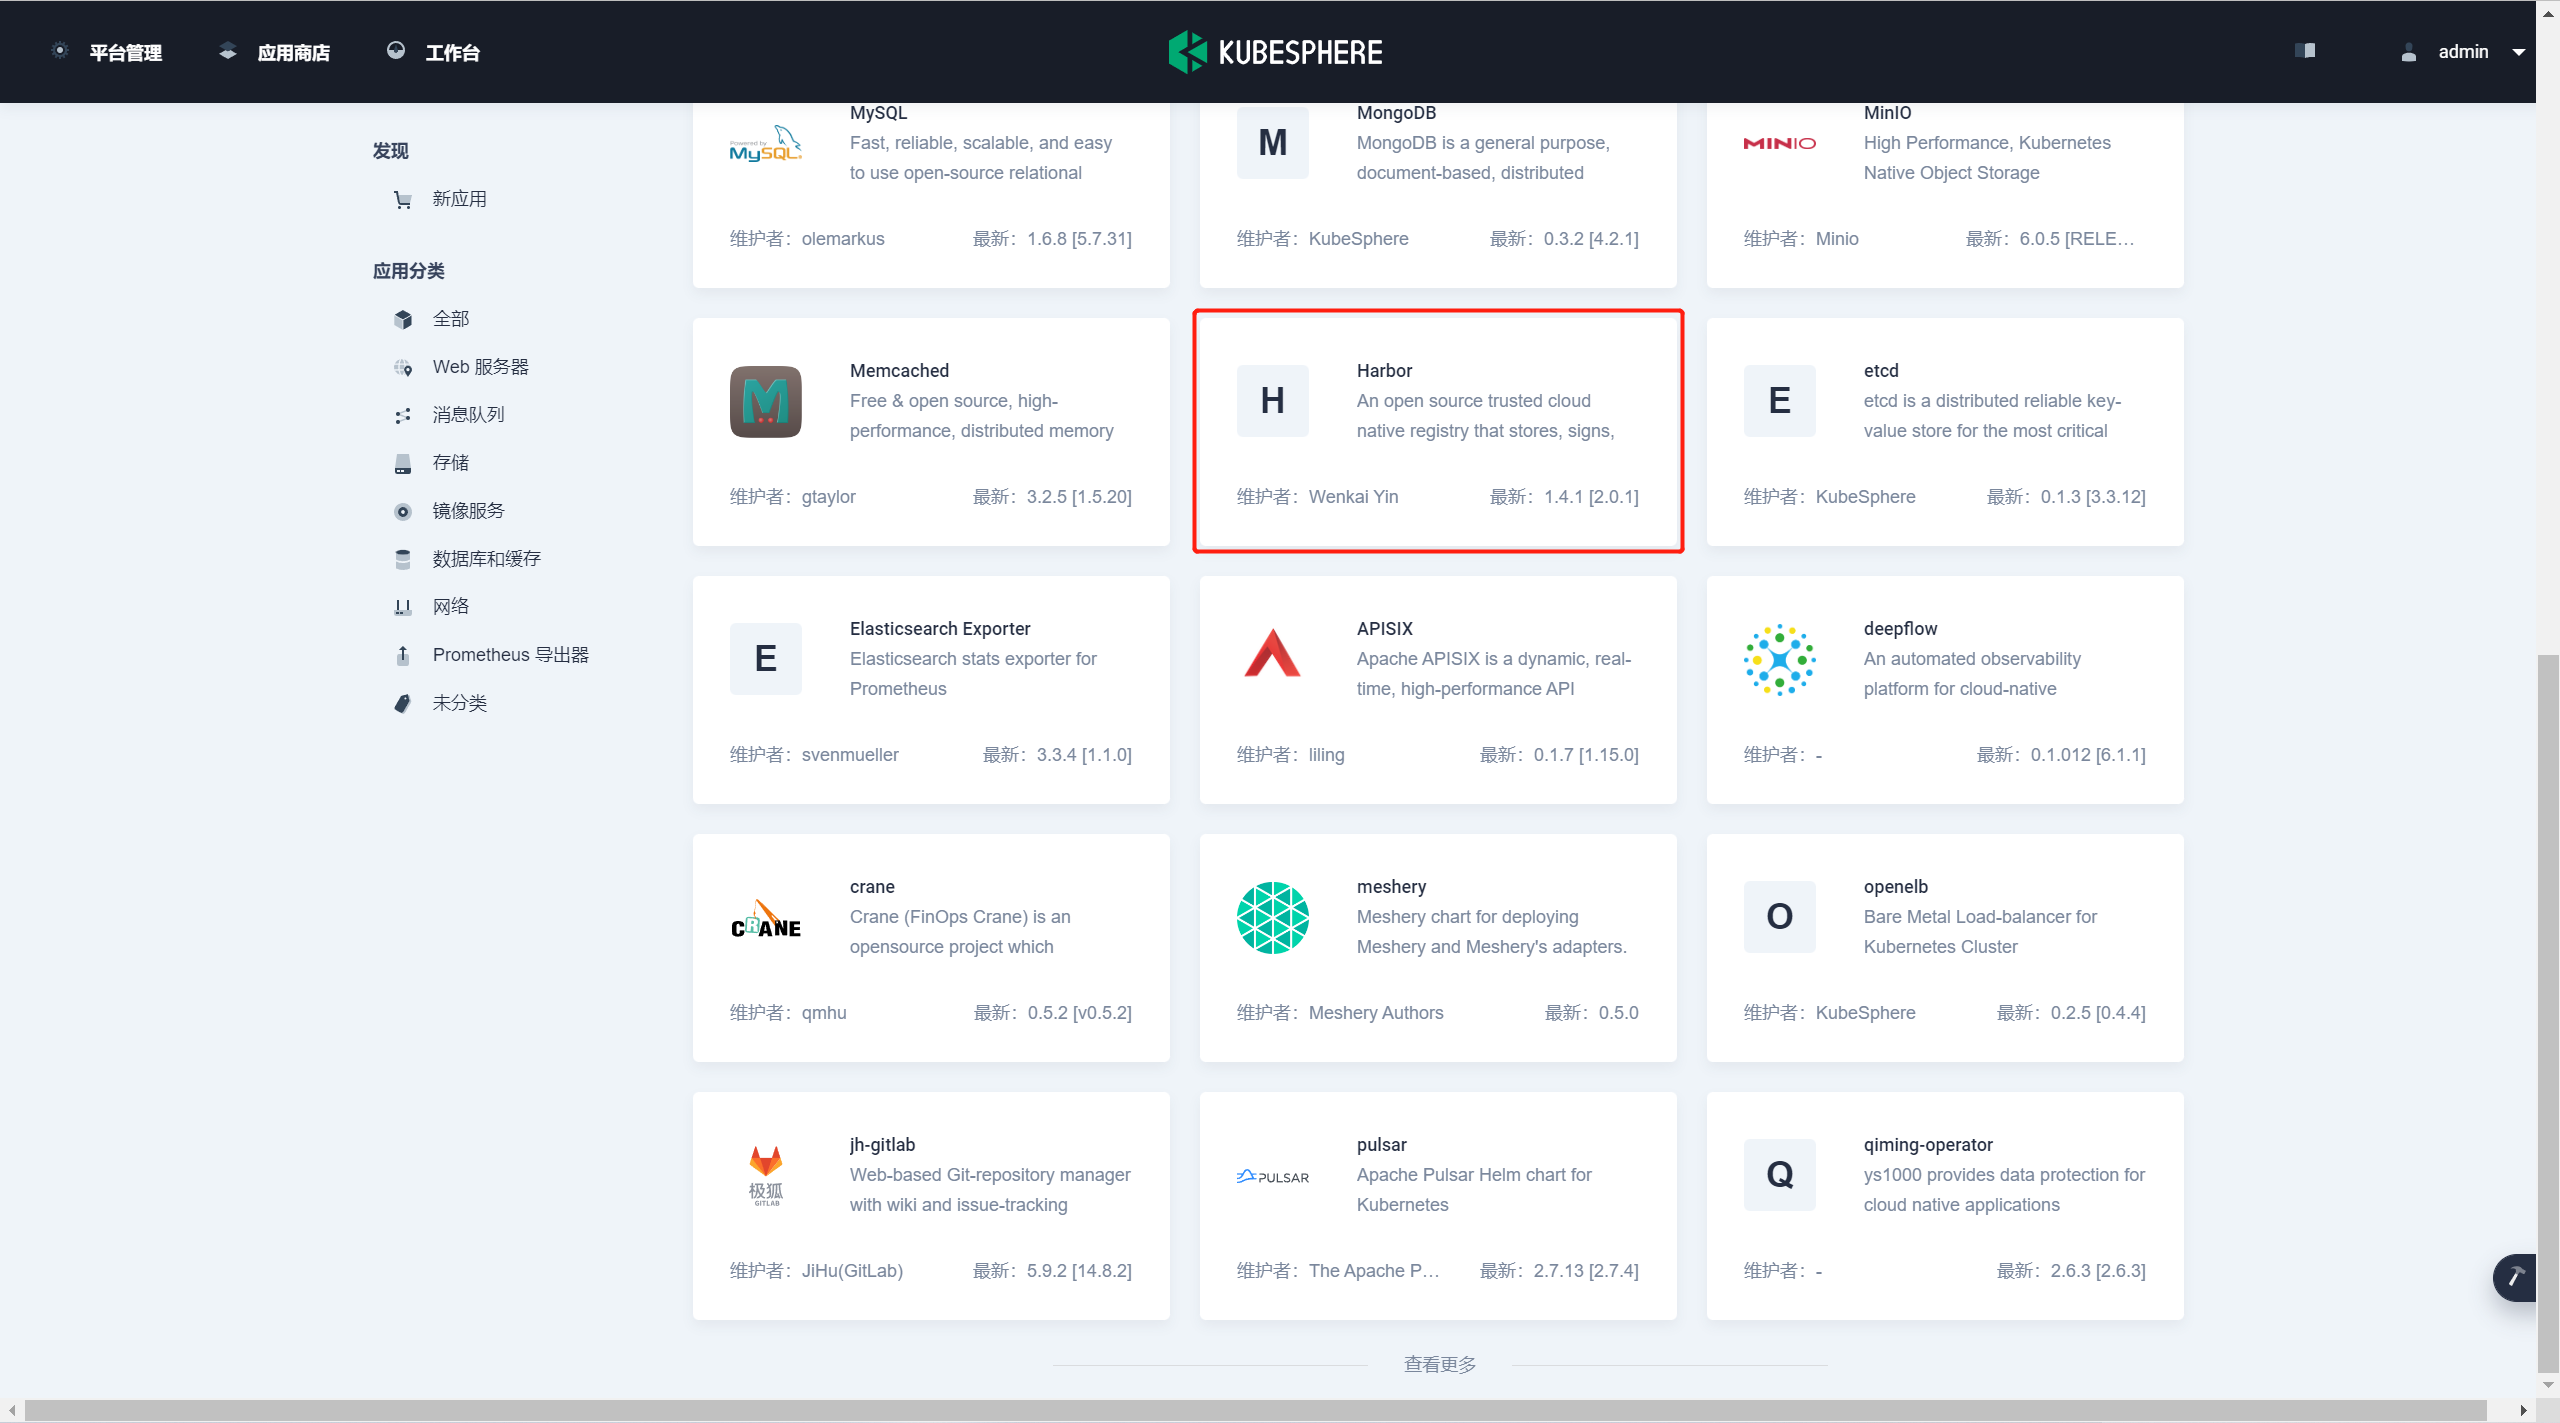 平台管理
应用商店
工作台
KUBESPHERE
admin
发现
新应用
应用分类
全部
Web 服务器
消息队列
存储
镜像服务
数据库和缓存
网络
Prometheus 导出器
未分类
Powered by
MySQL
MySQL
Fast, reliable, scalable, and easy
to use open-source relational
维护者：olemarkus
最新：1.6.8 [5.7.31]
M
MongoDB
MongoDB is a general purpose,
document-based, distributed
维护者：KubeSphere
最新：0.3.2 [4.2.1]
MINIO
MinIO
High Performance, Kubernetes
Native Object Storage
维护者：Minio
最新：6.0.5 [RELE…
M
Memcached
Free & open source, high-
performance, distributed memory
维护者：gtaylor
最新：3.2.5 [1.5.20]
H
Harbor
An open source trusted cloud
native registry that stores, signs,
维护者：Wenkai Yin
最新：1.4.1 [2.0.1]
E
etcd
etcd is a distributed reliable key-
value store for the most critical
维护者：KubeSphere
最新：0.1.3 [3.3.12]
E
Elasticsearch Exporter
Elasticsearch stats exporter for
Prometheus
维护者：svenmueller
最新：3.3.4 [1.1.0]
APISIX
Apache APISIX is a dynamic, real-
time, high-performance API
维护者：liling
最新：0.1.7 [1.15.0]
deepflow
An automated observability
platform for cloud-native
维护者：-
最新：0.1.012 [6.1.1]
CRANE
crane
Crane (FinOps Crane) is an
opensource project which
维护者：qmhu
最新：0.5.2 [v0.5.2]
meshery
Meshery chart for deploying
Meshery and Meshery's adapters.
维护者：Meshery Authors
最新：0.5.0
O
openelb
Bare Metal Load-balancer for
Kubernetes Cluster
维护者：KubeSphere
最新：0.2.5 [0.4.4]
极狐
GITLAB
jh-gitlab
Web-based Git-repository manager
with wiki and issue-tracking
维护者：JiHu(GitLab)
最新：5.9.2 [14.8.2]
PULSAR
pulsar
Apache Pulsar Helm chart for
Kubernetes
维护者：The Apache P…
最新：2.7.13 [2.7.4]
Q
qiming-operator
ys1000 provides data protection for
cloud native applications
维护者：-
最新：2.6.3 [2.6.3]
查看更多